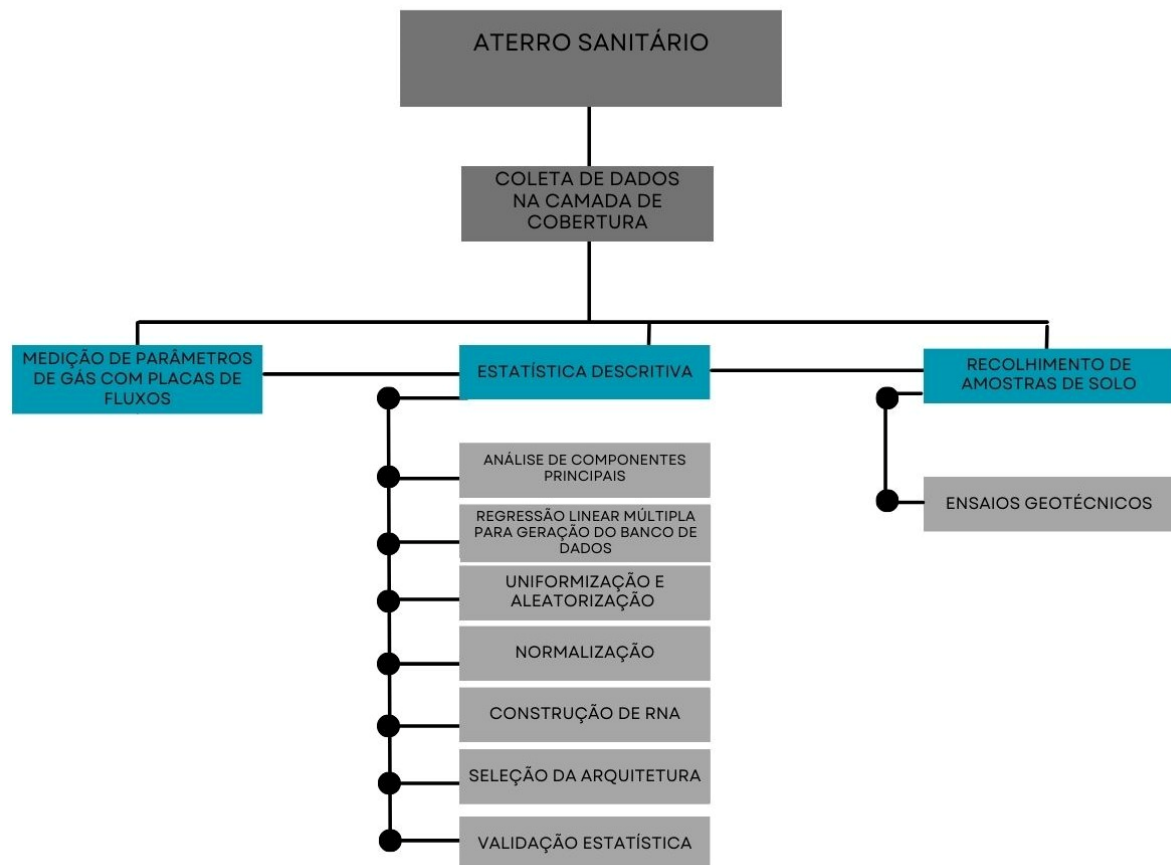 ATERRO SANITÁRIO
COLETA DE DADOS
NA CAMADA DE
COBERTURA
MEDIÇÃO DE PARÂMETROS
DE GÁS COM PLACAS DE
FLUXOS
ESTATÍSTICA DESCRITIVA
RECOLHIMENTO DE
AMOSTRAS DE SOLO
ANÁLISE DE COMPONENTES
PRINCIPAIS
REGRESSÃO LINEAR MÚLTIPLA
PARA GERAÇÃO DO BANCO DE
DADOS
UNIFORMIZAÇÃO E
ALEATORIZAÇÃO
NORMALIZAÇÃO
CONSTRUÇÃO DE RNA
SELEÇÃO DA ARQUITETURA
VALIDAÇÃO ESTATÍSTICA
ENSAIOS GEOTÉCNICOS